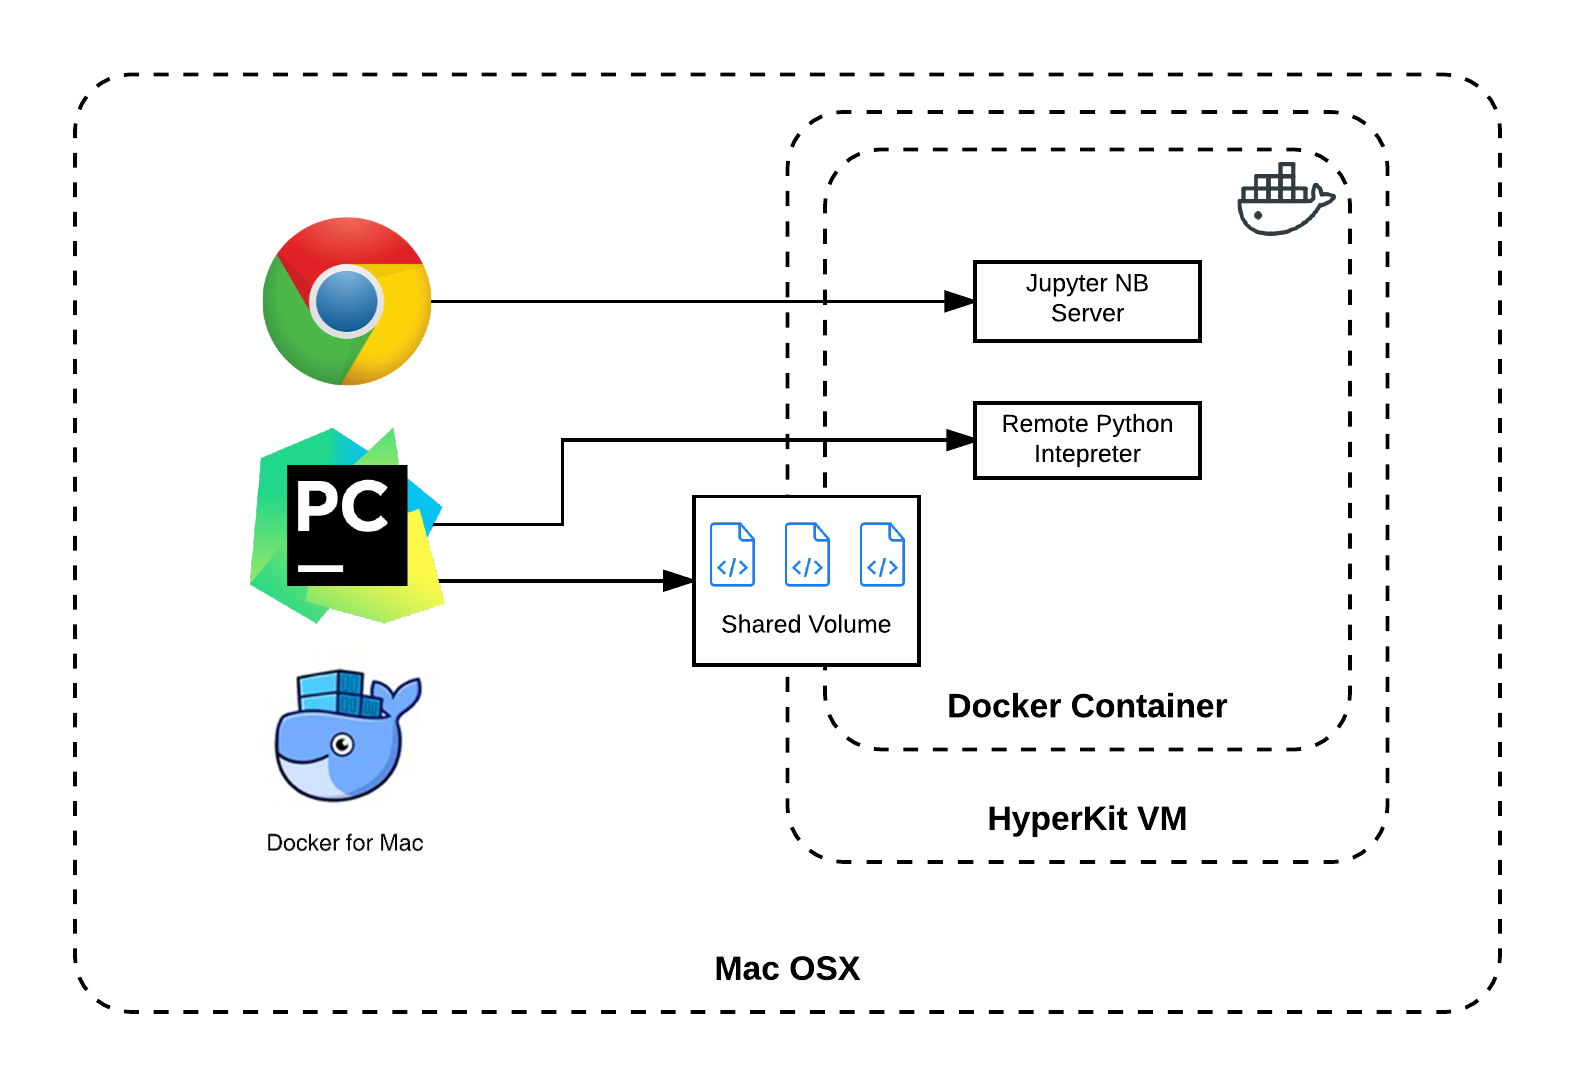 Jupyter NB
Server
Remote Python
Intepreter
PC
Shared Volume
Docker Container
Docker for Mac
HyperKit VM
Mac OSX